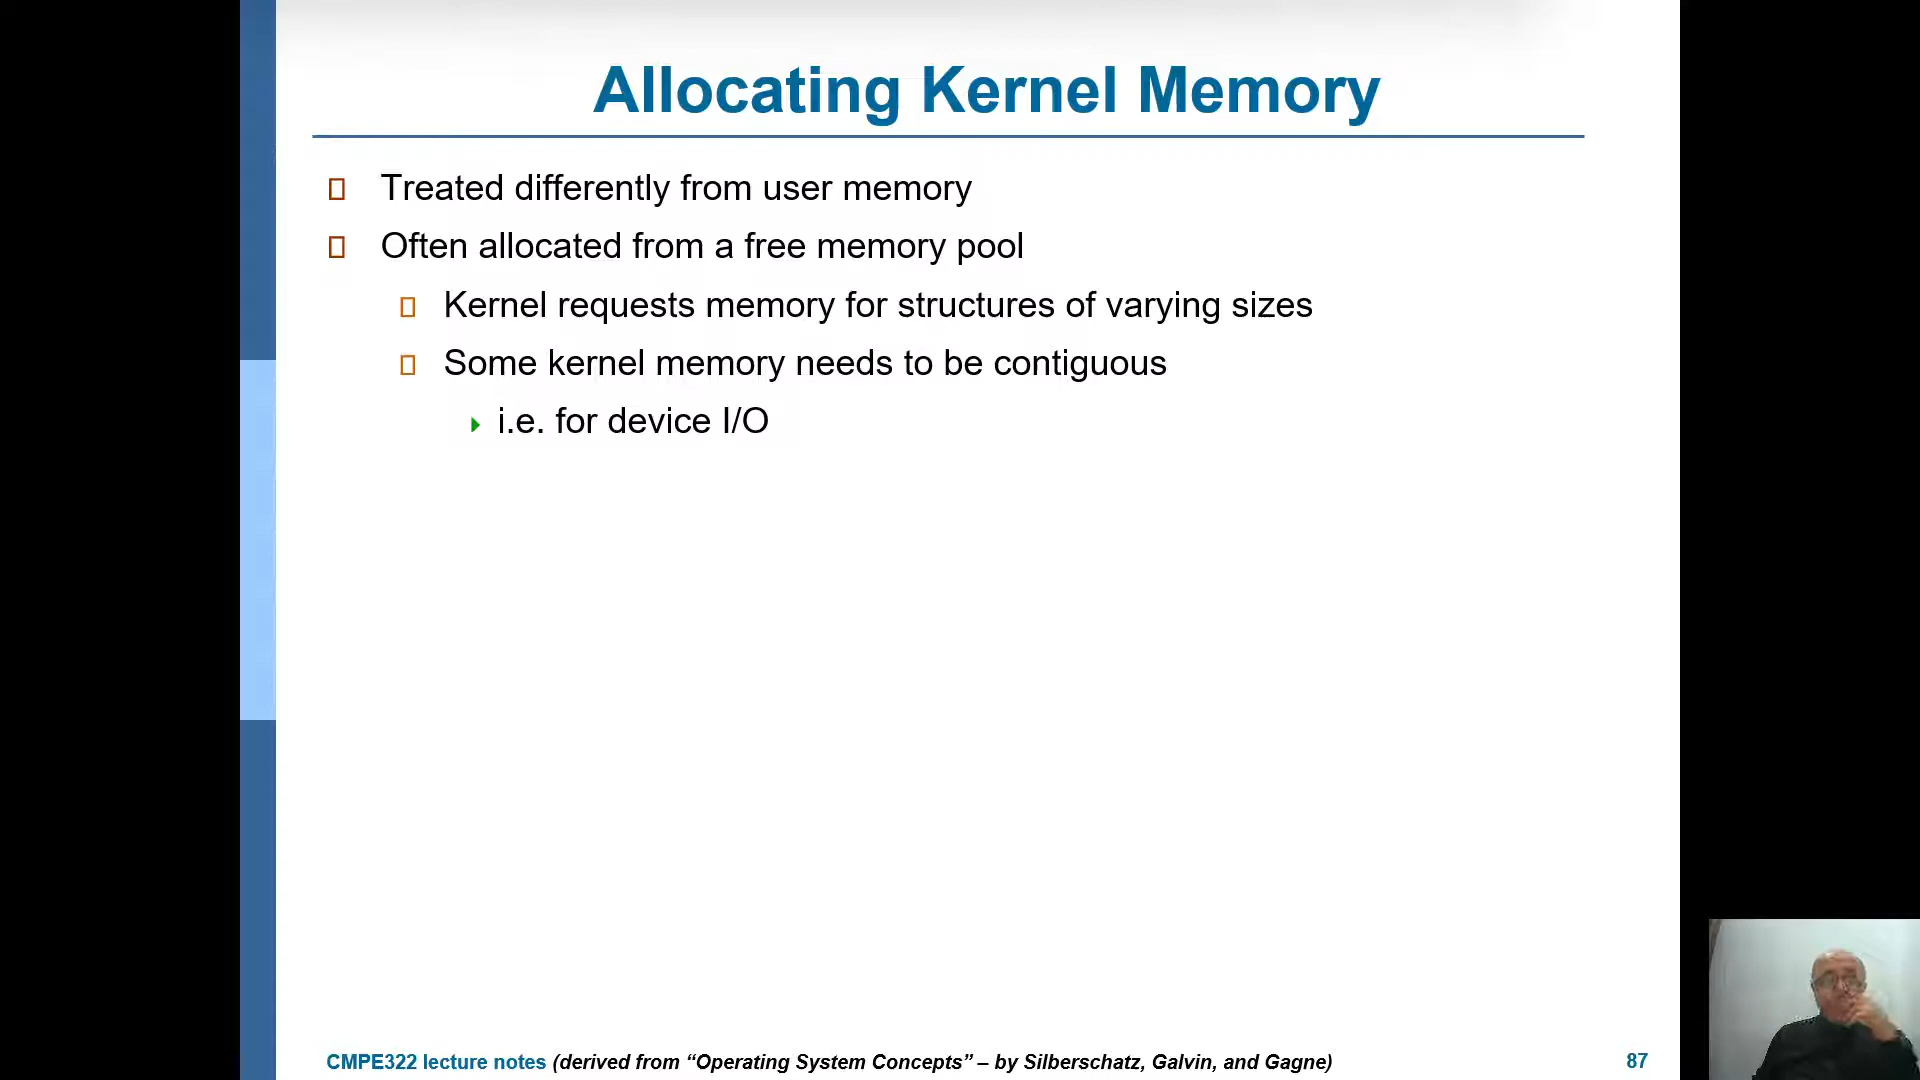 Allocating Kernel Memory
Treated differently from user memory
Often allocated from a free memory pool
Kernel requests memory for structures of varying sizes
Some kernel memory needs to be contiguous
i.e. for device I/O
CMPE322 lecture notes (derived from “Operating System Concepts” – by Silberschatz, Galvin, and Gagne)
87